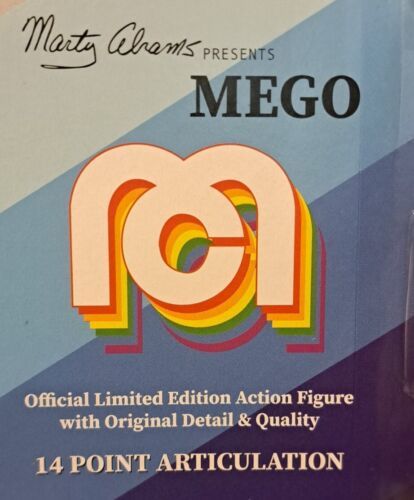 Marty Abrams PRESENTS
MEGO
Official Limited Edition Action Figure
with Original Detail & Quality
14 POINT ARTICULATION